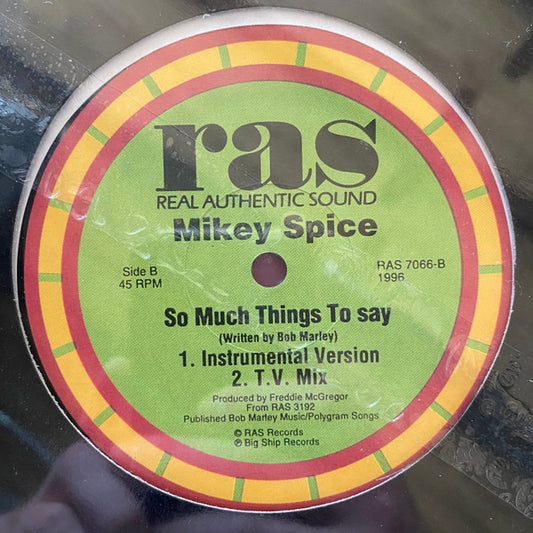 ras
REAL AUTHENTIC SOUND
Mikey Spice
Side B
45 RPM
RAS 7066-B
1996
So Much Things To say
(Written by Bob Marley)
1. Instrumental Version
2. T.V. Mix
Produced by Freddie McGregor
From RAS 3192
Published Bob Marley Music/Polygram Songs
© RAS Records
℗ Big Ship Records